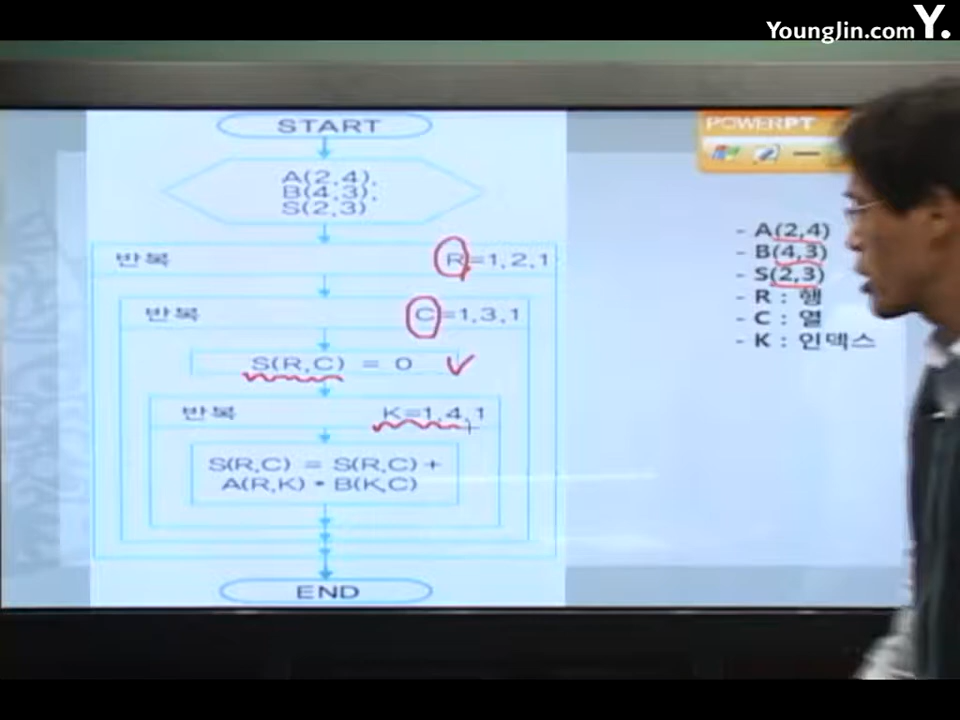 YoungJin.com Y.
START
POWERPT
A(2,4),
B(4,3),
S(2,3)
반복 R=1,2,1
반복 C=1,3,1
S(R,C) = 0
반복 K=1,4,1
S(R,C) = S(R,C) +
A(R,K) * B(K,C)
END
- A(2,4)
- B(4,3)
- S(2,3)
- R : 행
- C : 열
- K : 인덱스